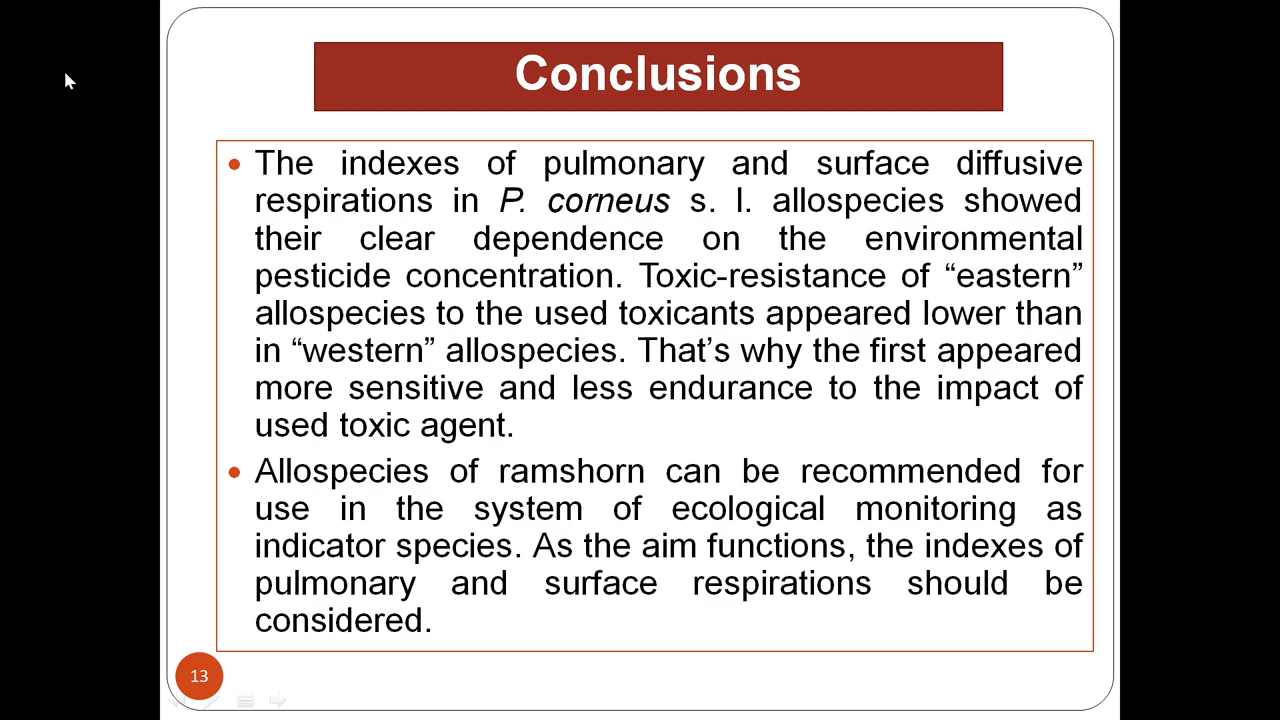 Conclusions
The indexes of pulmonary and surface diffusive
respirations in P. corneus s. l. allospecies showed
their clear dependence on the environmental
pesticide concentration. Toxic-resistance of “eastern”
allospecies to the used toxicants appeared lower than
in “western” allospecies. That’s why the first appeared
more sensitive and less endurance to the impact of
used toxic agent.
Allospecies of ramshorn can be recommended for
use in the system of ecological monitoring as
indicator species. As the aim functions, the indexes of
pulmonary and surface respirations should be
considered.
13